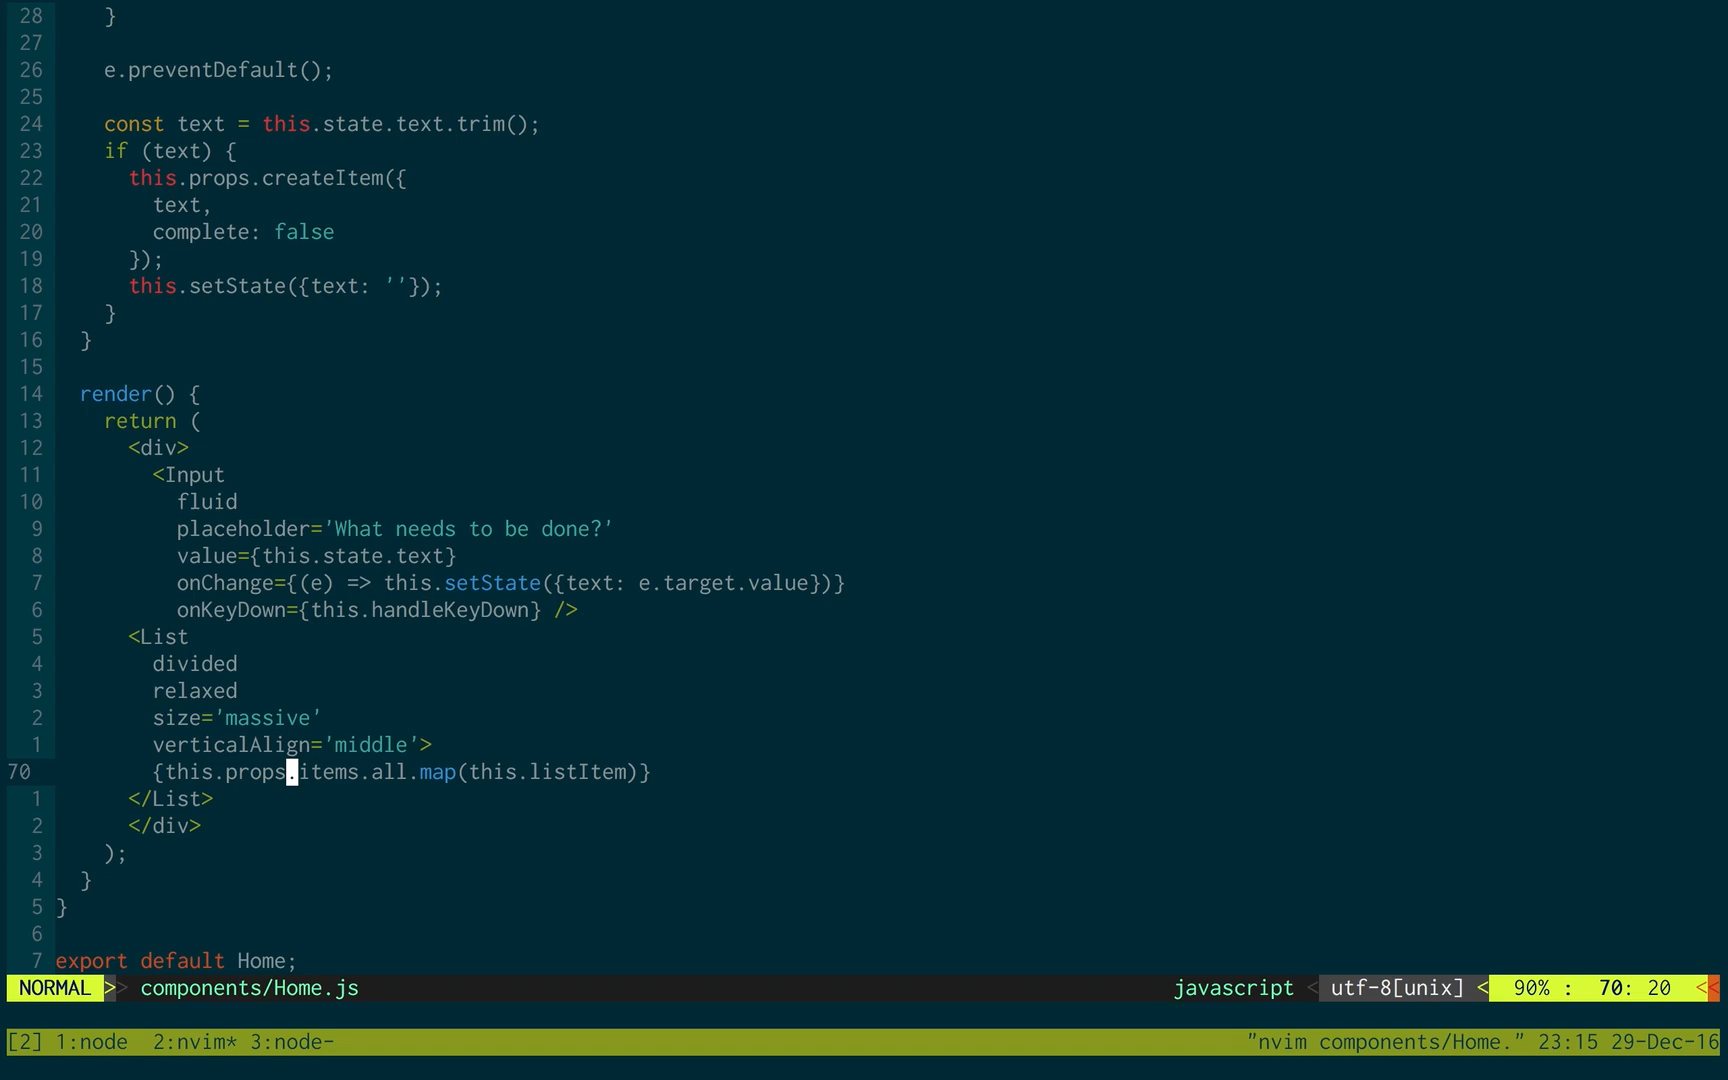 28     }
27
26     e.preventDefault();
25
24     const text = this.state.text.trim();
23     if (text) {
22       this.props.createItem({
21         text,
20         complete: false
19       });
18       this.setState({text: ''});
17     }
16   }
15
14   render() {
13     return (
12       <div>
11         <Input
10           fluid
9           placeholder='What needs to be done?'
8           value={this.state.text}
7           onChange={(e) => this.setState({text: e.target.value})}
6           onKeyDown={this.handleKeyDown} />
5       <List
4         divided
3         relaxed
2         size='massive'
1         verticalAlign='middle'>
70         {this.props.items.all.map(this.listItem)}
1       </List>
2       </div>
3     );
4   }
5 }
6
7 export default Home;
NORMAL >> components/Home.js javascript < utf-8[unix] < 90% : 70: 20 <<
[2] 1:node  2:nvim* 3:node- "nvim components/Home." 23:15 29-Dec-16